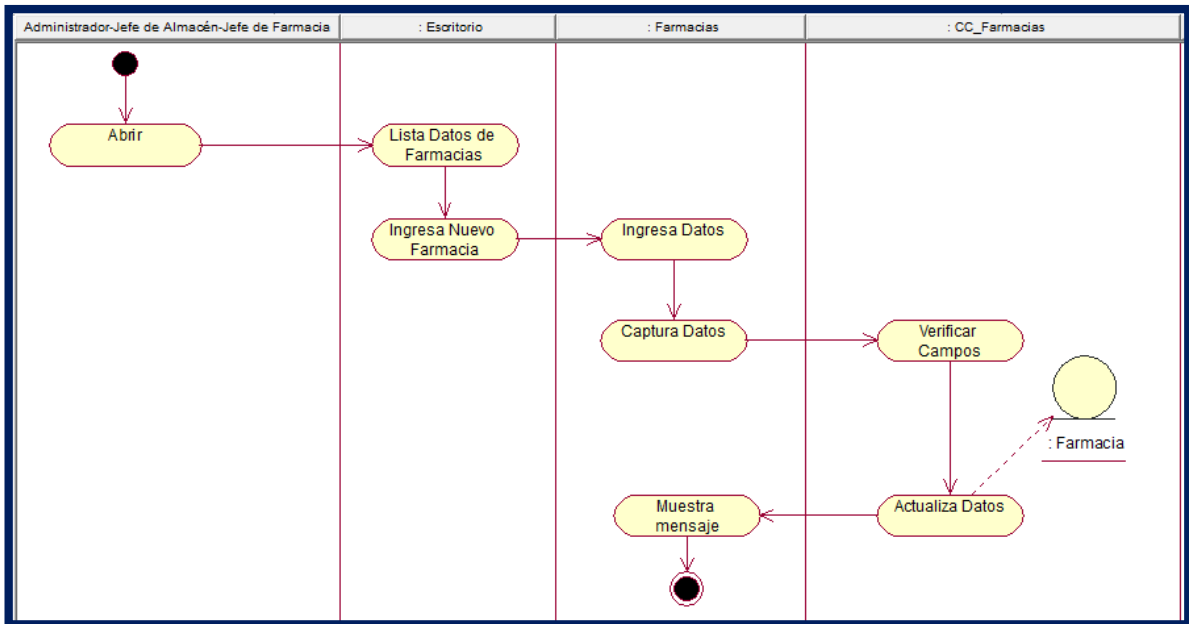 Administrador-Jefe de Almacén-Jefe de Farmacia
: Escritorio
: Farmacias
: CC_Farmacias
Abrir
Lista Datos de
Farmacias
Ingresa Nuevo
Farmacia
Ingresa Datos
Captura Datos
Verificar
Campos
: Farmacia
Actualiza Datos
Muestra
mensaje